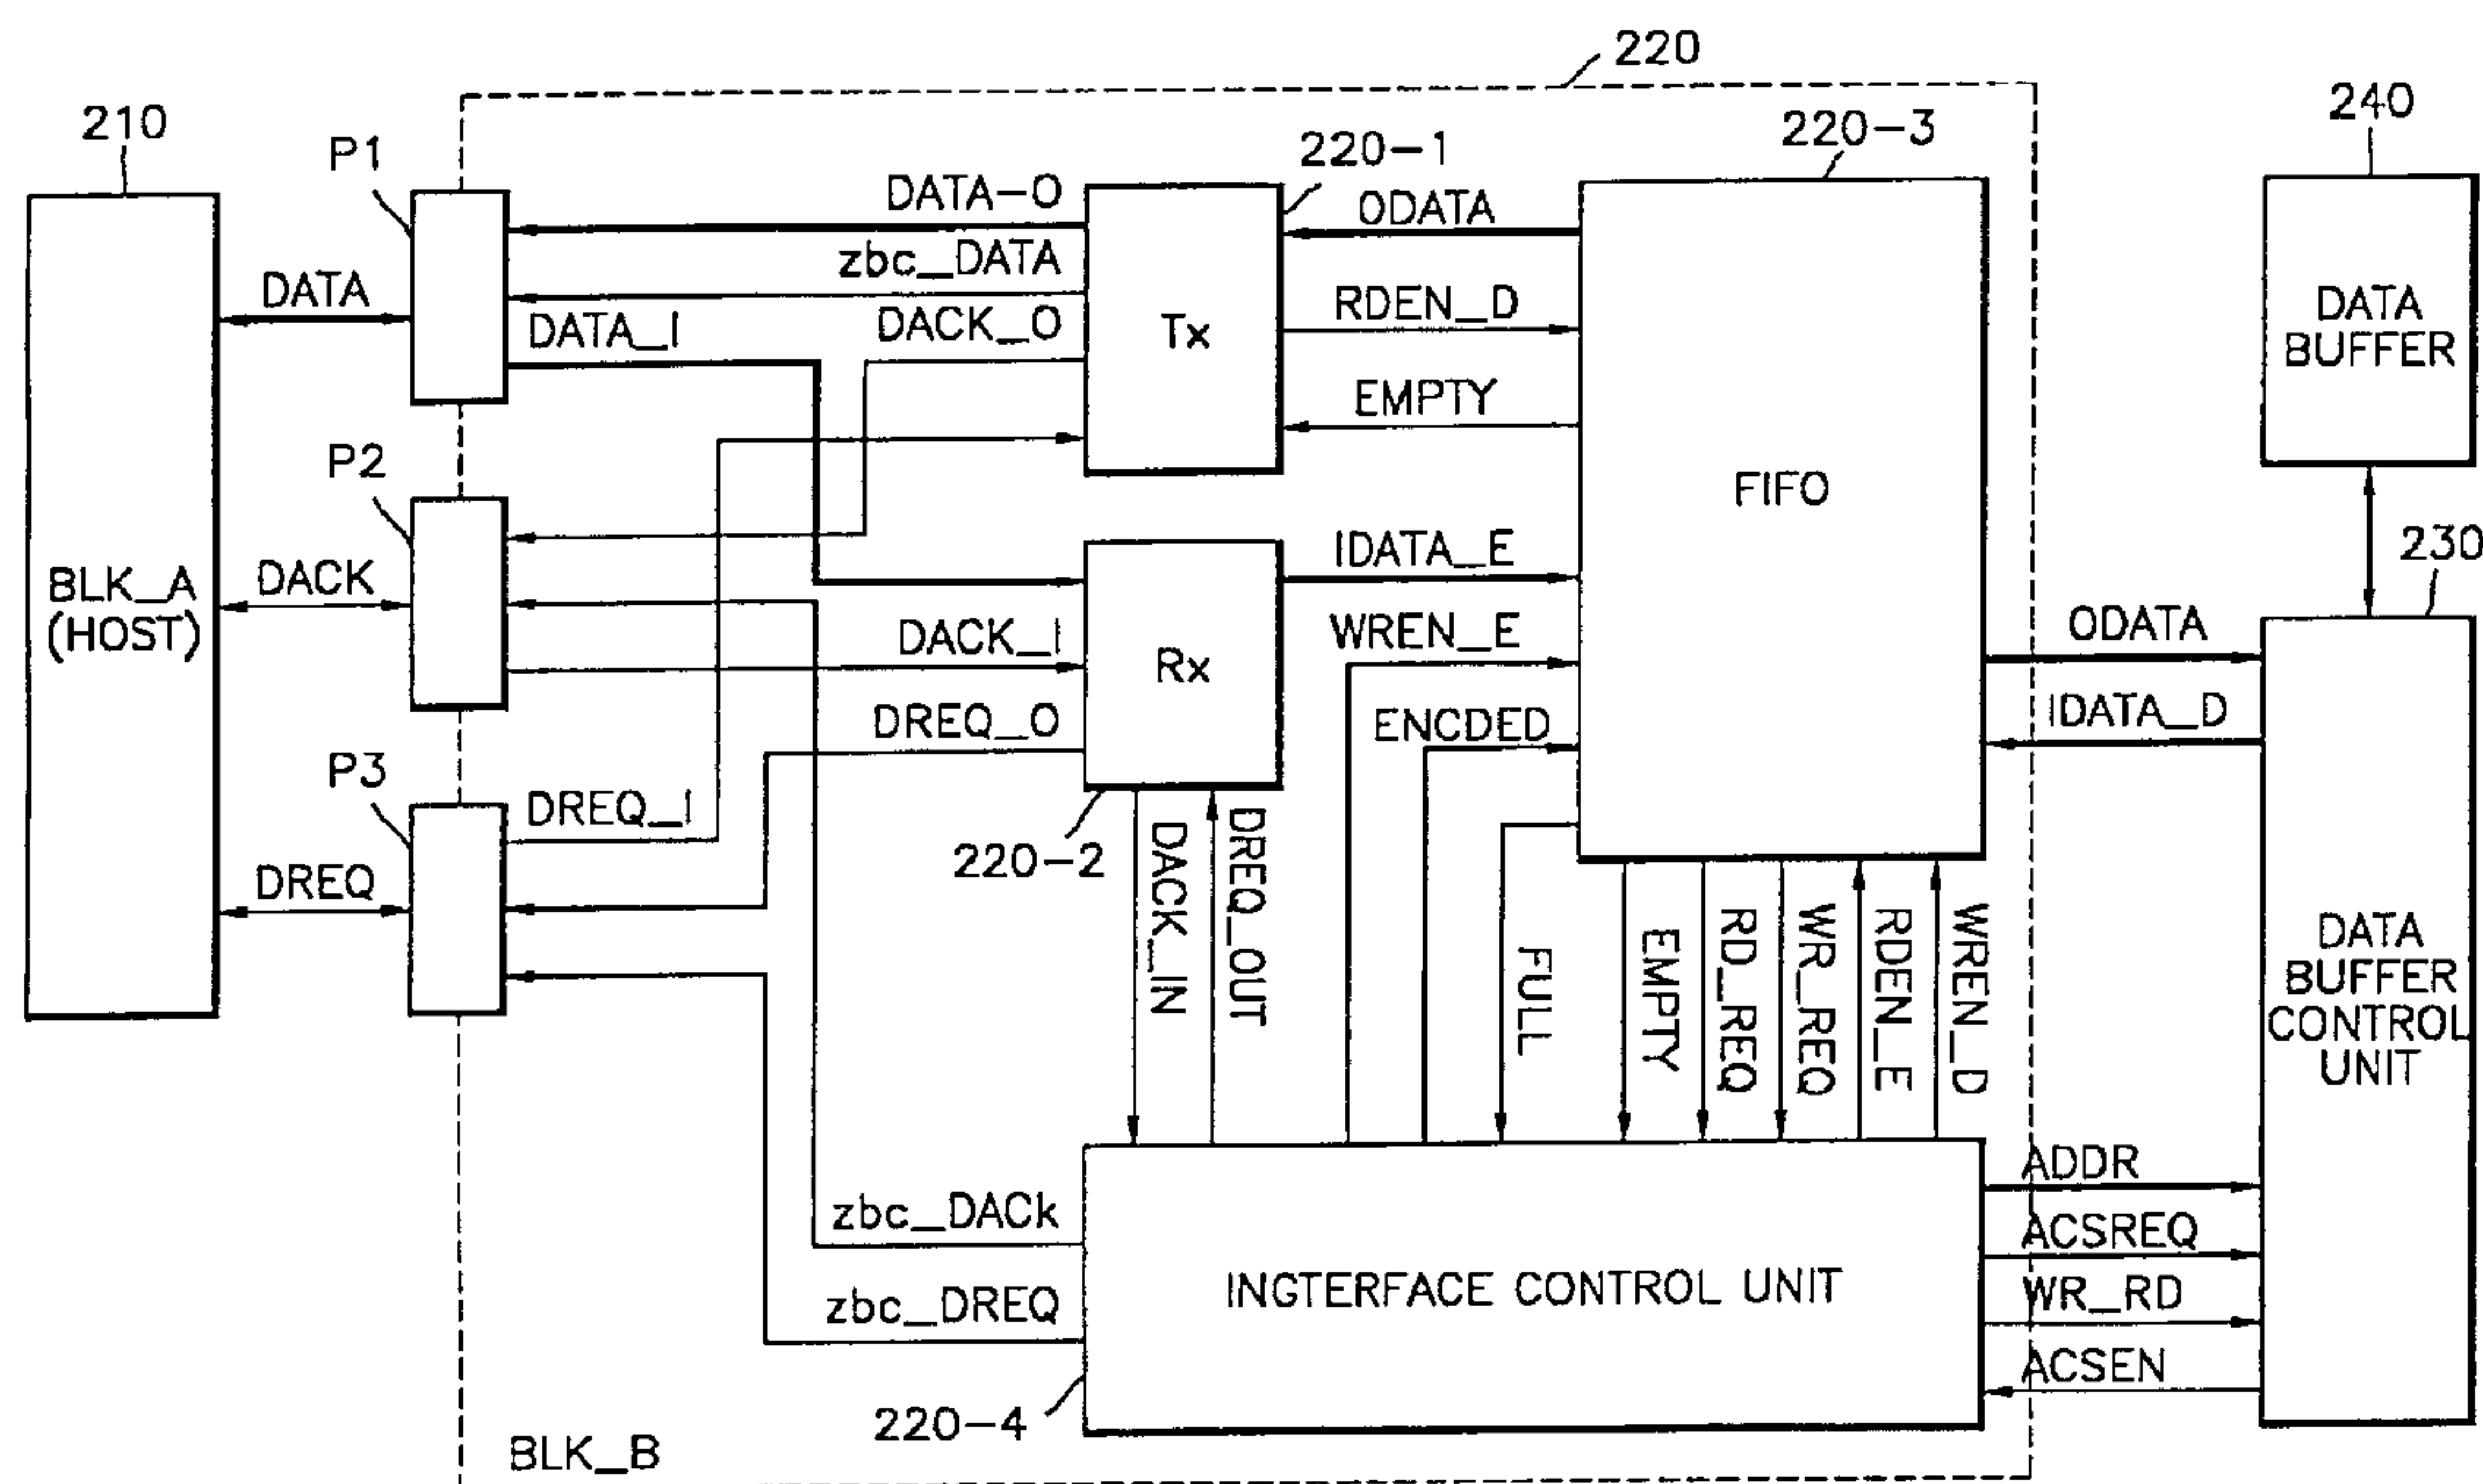 220
210
P1
220-1
220-3
240
DATA-O
ODATA
zbc_DATA
DATA
DATA_I
DACK_O
Tx
RDEN_D
EMPTY
DATA
BUFFER
P2
FIFO
230
BLK_A
(HOST)
DACK
DACK_I
DREQ_O
Rx
IDATA_E
WREN_E
ENCDED
ODATA
IDATA_D
P3
DREQ_I
DREQ
220-2
DACK_IN
DREQ_OUT
FULL
EMPTY
RD_REQ
WR_REQ
RDEN_E
WREN_D
DATA
BUFFER
CONTROL
UNIT
zbc_DACk
zbc_DREQ
INGTERFACE CONTROL UNIT
ADDR
ACSREQ
WR_RD
ACSEN
220-4
BLK_B